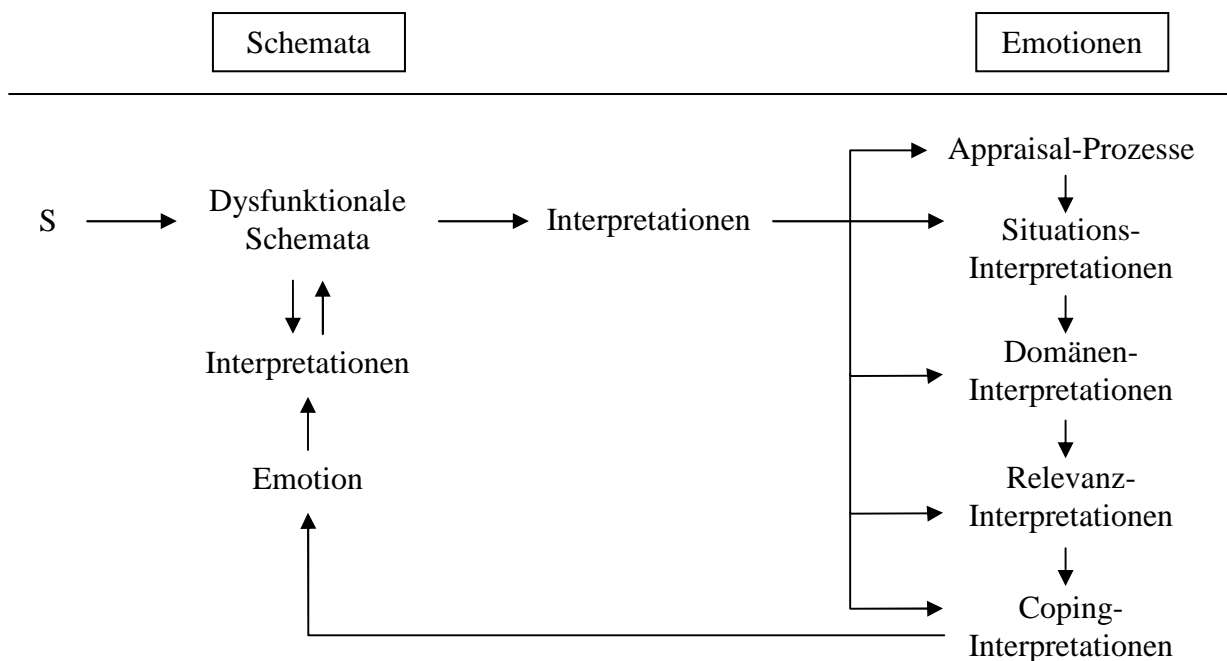 Schemata
Emotionen
Appraisal-Prozesse
S
Dysfunktionale
Schemata
Interpretationen
Situations-
Interpretationen
Interpretationen
Domänen-
Interpretationen
Emotion
Relevanz-
Interpretationen
Coping-
Interpretationen